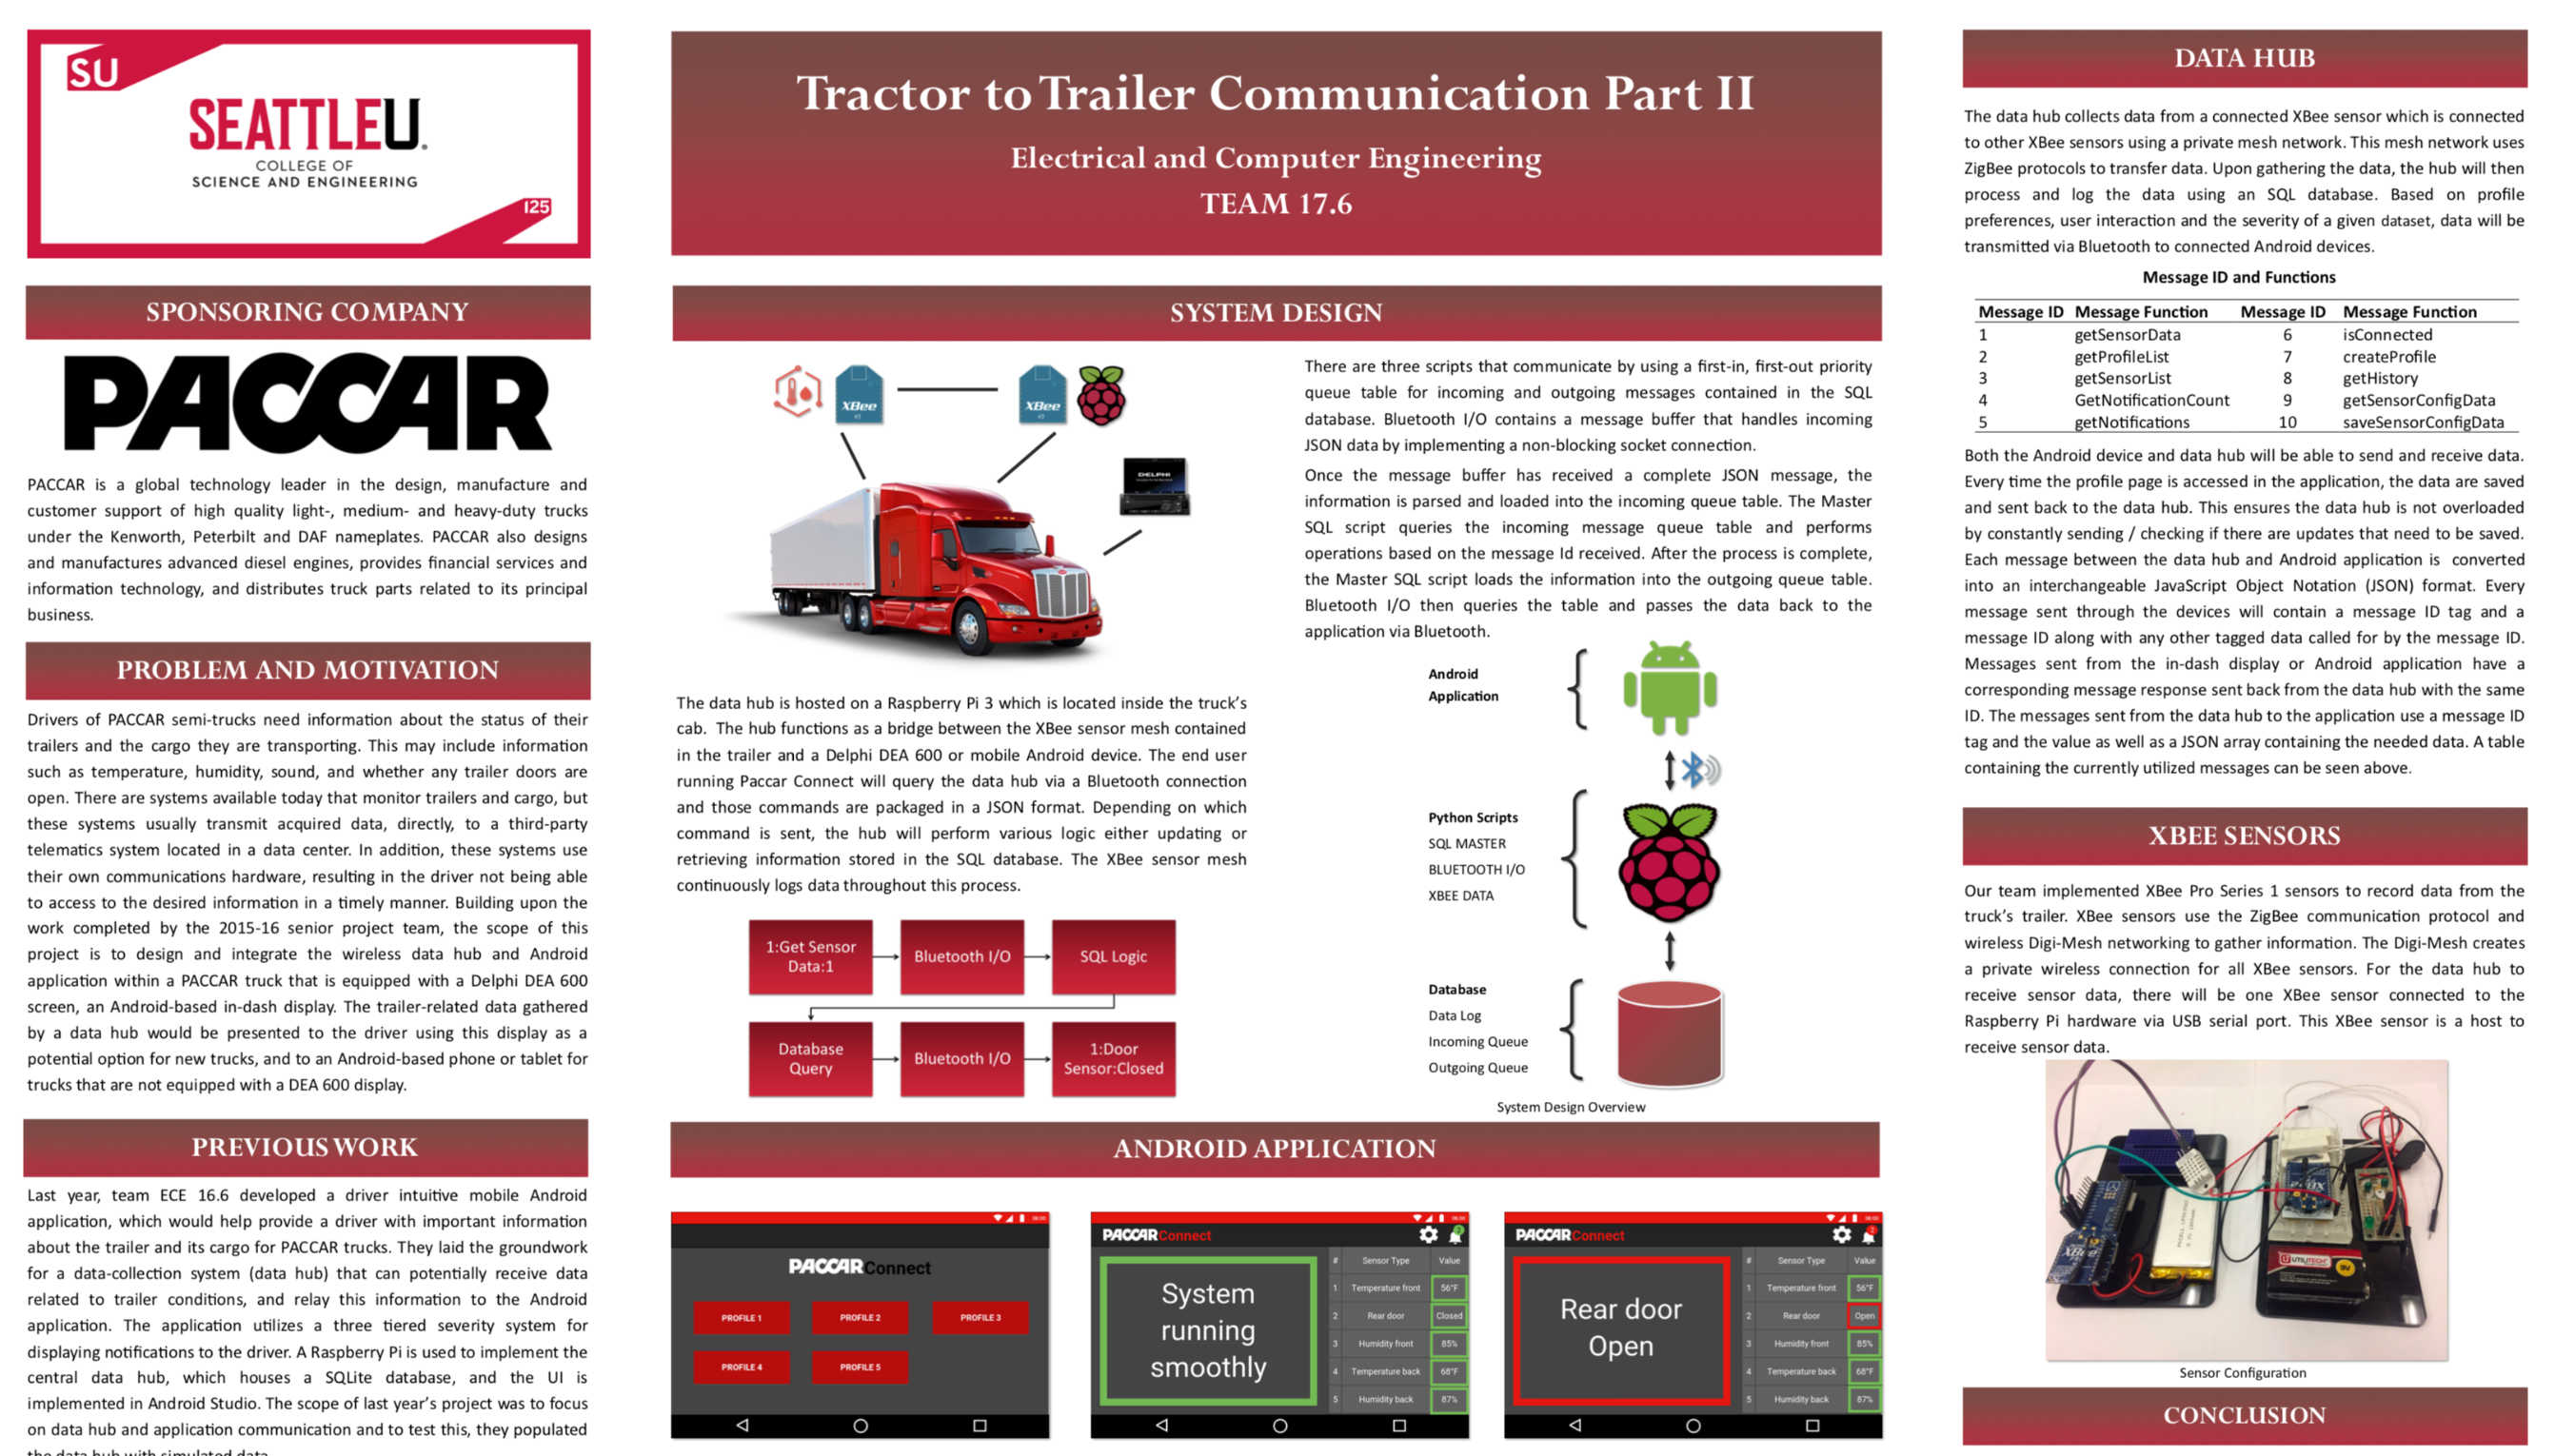 SU
SEATTLEU.
COLLEGE OF
SCIENCE AND ENGINEERING
125
SPONSORING COMPANY
PACCAR
PACCAR is a global technology leader in the design, manufacture and
customer support of high quality light-, medium- and heavy-duty trucks
under the Kenworth, Peterbilt and DAF nameplates. PACCAR also designs
and manufactures advanced diesel engines, provides financial services and
information technology, and distributes truck parts related to its principal
business.
PROBLEM AND MOTIVATION
Drivers of PACCAR semi-trucks need information about the status of their
trailers and the cargo they are transporting. This may include information
such as temperature, humidity, sound, and whether any trailer doors are
open. There are systems available today that monitor trailers and cargo, but
these systems usually transmit acquired data, directly, to a third-party
telematics system located in a data center. In addition, these systems use
their own communications hardware, resulting in the driver not being able
to access to the desired information in a timely manner. Building upon the
work completed by the 2015-16 senior project team, the scope of this
project is to design and integrate the wireless data hub and Android
application within a PACCAR truck that is equipped with a Delphi DEA 600
screen, an Android-based in-dash display. The trailer-related data gathered
by a data hub would be presented to the driver using this display as a
potential option for new trucks, and to an Android-based phone or tablet for
trucks that are not equipped with a DEA 600 display.
PREVIOUS WORK
Last year, team ECE 16.6 developed a driver intuitive mobile Android
application, which would help provide a driver with important information
about the trailer and its cargo for PACCAR trucks. They laid the groundwork
for a data-collection system (data hub) that can potentially receive data
related to trailer conditions, and relay this information to the Android
application. The application utilizes a three tiered severity system for
displaying notifications to the driver. A Raspberry Pi is used to implement the
central data hub, which houses a SQLite database, and the UI is
implemented in Android Studio. The scope of last year's project was to focus
on data hub and application communication and to test this, they populated
the data hub with simulated data.
Tractor to Trailer Communication Part II
Electrical and Computer Engineering
TEAM 17.6
SYSTEM DESIGN
XBee
XBee
DELPHI
The data hub is hosted on a Raspberry Pi 3 which is located inside the truck's
cab. The hub functions as a bridge between the XBee sensor mesh contained
in the trailer and a Delphi DEA 600 or mobile Android device. The end user
running Paccar Connect will query the data hub via a Bluetooth connection
and those commands are packaged in a JSON format. Depending on which
command is sent, the hub will perform various logic either updating or
retrieving information stored in the SQL database. The XBee sensor mesh
continuously logs data throughout this process.
1:Get Sensor
Data:1
Bluetooth I/O
SQL Logic
Database
Query
Bluetooth I/O
1:Door
Sensor:Closed
There are three scripts that communicate by using a first-in, first-out priority
queue table for incoming and outgoing messages contained in the SQL
database. Bluetooth I/O contains a message buffer that handles incoming
JSON data by implementing a non-blocking socket connection.
Once the message buffer has received a complete JSON message, the
information is parsed and loaded into the incoming queue table. The Master
SQL script queries the incoming message queue table and performs
operations based on the message Id received. After the process is complete,
the Master SQL script loads the information into the outgoing queue table.
Bluetooth I/O then queries the table and passes the data back to the
application via Bluetooth.
Android
Application
Python Scripts
SQL MASTER
BLUETOOTH I/O
XBEE DATA
Database
Data Log
Incoming Queue
Outgoing Queue
System Design Overview
ANDROID APPLICATION
PACCAR Connect
PROFILE 1 PROFILE 2 PROFILE 3
PROFILE 4 PROFILE 5
PACCAR Connect
System
running
smoothly
# Sensor Type Value
1 Temperature front 56°F
2 Rear door Closed
3 Humidity front 85%
4 Temperature back 68°F
5 Humidity back 87%
PACCAR Connect
Rear door
Open
# Sensor Type Value
1 Temperature front 56°F
2 Rear door Open
3 Humidity front 85%
4 Temperature back 68°F
5 Humidity back 87%
DATA HUB
The data hub collects data from a connected XBee sensor which is connected
to other XBee sensors using a private mesh network. This mesh network uses
ZigBee protocols to transfer data. Upon gathering the data, the hub will then
process and log the data using an SQL database. Based on profile
preferences, user interaction and the severity of a given dataset, data will be
transmitted via Bluetooth to connected Android devices.
Message ID and Functions
Message ID Message Function Message ID Message Function
1 getSensorData 6 isConnected
2 getProfileList 7 createProfile
3 getSensorList 8 getHistory
4 GetNotificationCount 9 getSensorConfigData
5 getNotifications 10 saveSensorConfigData
Both the Android device and data hub will be able to send and receive data.
Every time the profile page is accessed in the application, the data are saved
and sent back to the data hub. This ensures the data hub is not overloaded
by constantly sending / checking if there are updates that need to be saved.
Each message between the data hub and Android application is converted
into an interchangeable JavaScript Object Notation (JSON) format. Every
message sent through the devices will contain a message ID tag and a
message ID along with any other tagged data called for by the message ID.
Messages sent from the in-dash display or Android application have a
corresponding message response sent back from the data hub with the same
ID. The messages sent from the data hub to the application use a message ID
tag and the value as well as a JSON array containing the needed data. A table
containing the currently utilized messages can be seen above.
XBEE SENSORS
Our team implemented XBee Pro Series 1 sensors to record data from the
truck's trailer. XBee sensors use the ZigBee communication protocol and
wireless Digi-Mesh networking to gather information. The Digi-Mesh creates
a private wireless connection for all XBee sensors. For the data hub to
receive sensor data, there will be one XBee sensor connected to the
Raspberry Pi hardware via USB serial port. This XBee sensor is a host to
receive sensor data.
XBee
UTILITECH
9V
Sensor Configuration
CONCLUSION